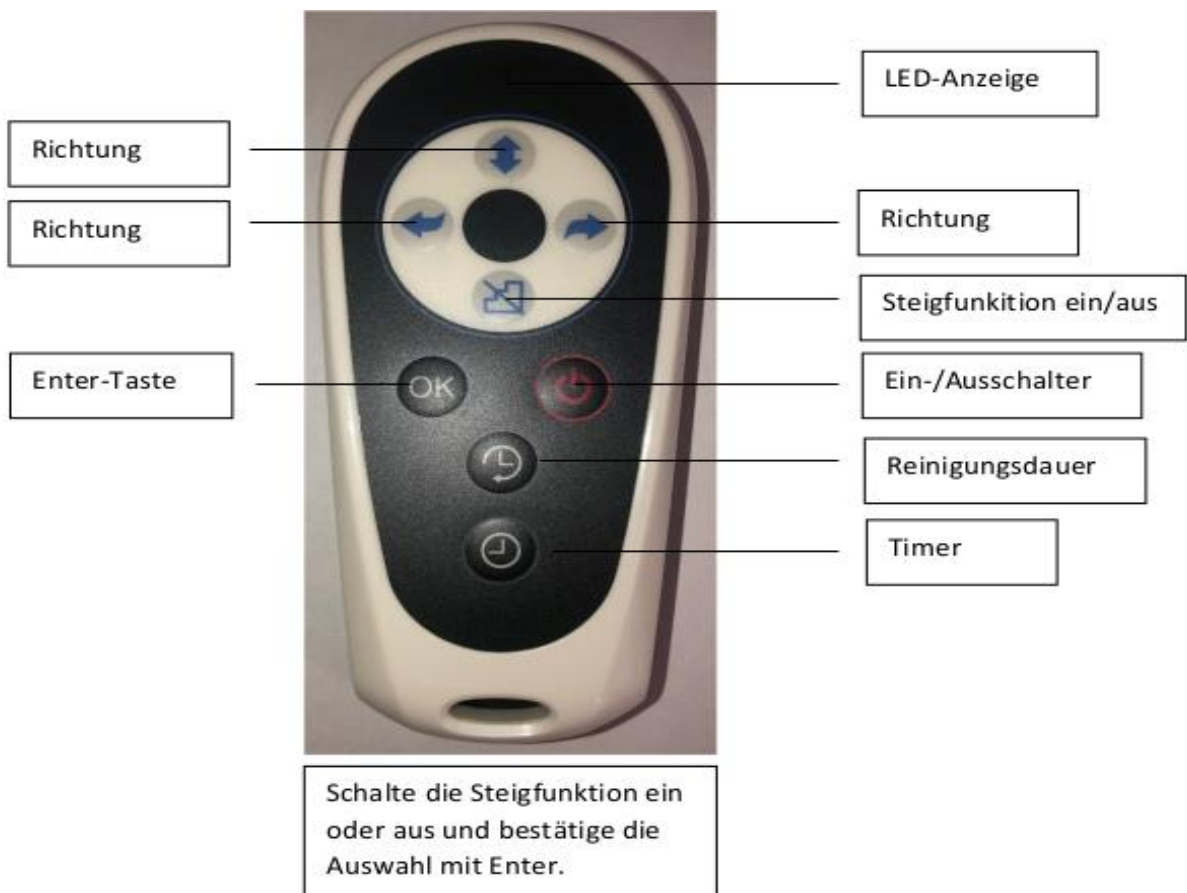 LED-Anzeige
Richtung
Richtung
Richtung
Steigfunkition ein/aus
Enter-Taste
OK
Ein-/Ausschalter
Reinigungsdauer
Timer
Schalte die Steigfunktion ein
oder aus und bestätige die
Auswahl mit Enter.